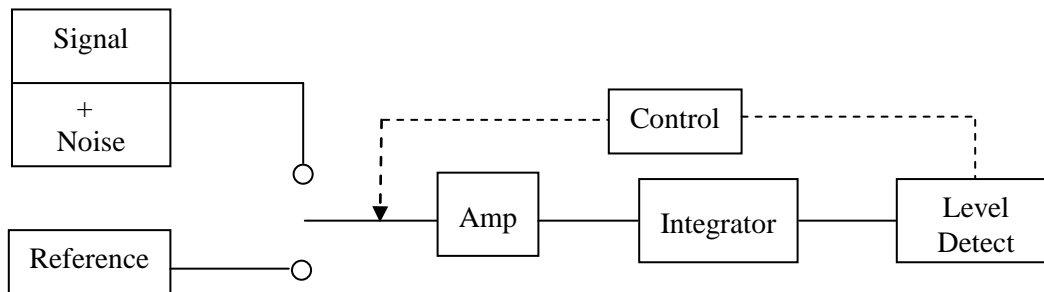 Signal
+
Noise
Control
Amp
Integrator
Level
Detect
Reference